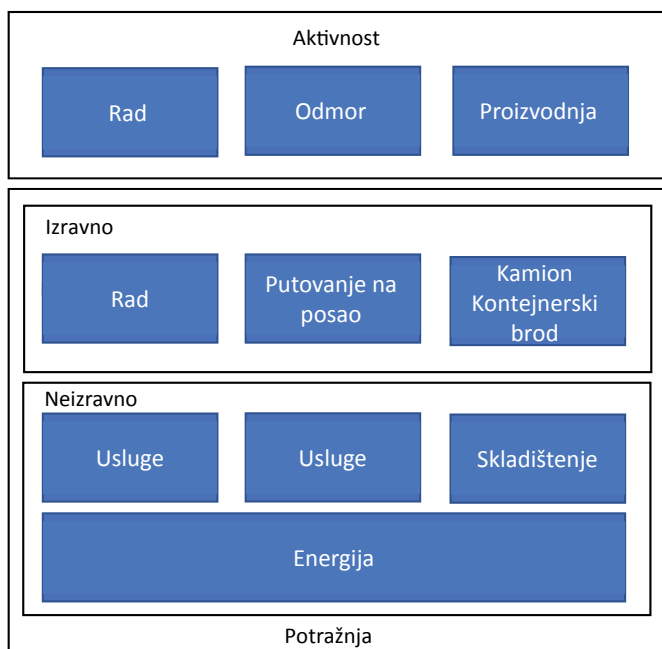 Aktivnost
Rad
Odmor
Proizvodnja
Izravno
Rad
Putovanje na
posao
Kamion
Kontejnerski
brod
Neizravno
Usluge
Usluge
Skladištenje
Energija
Potražnja